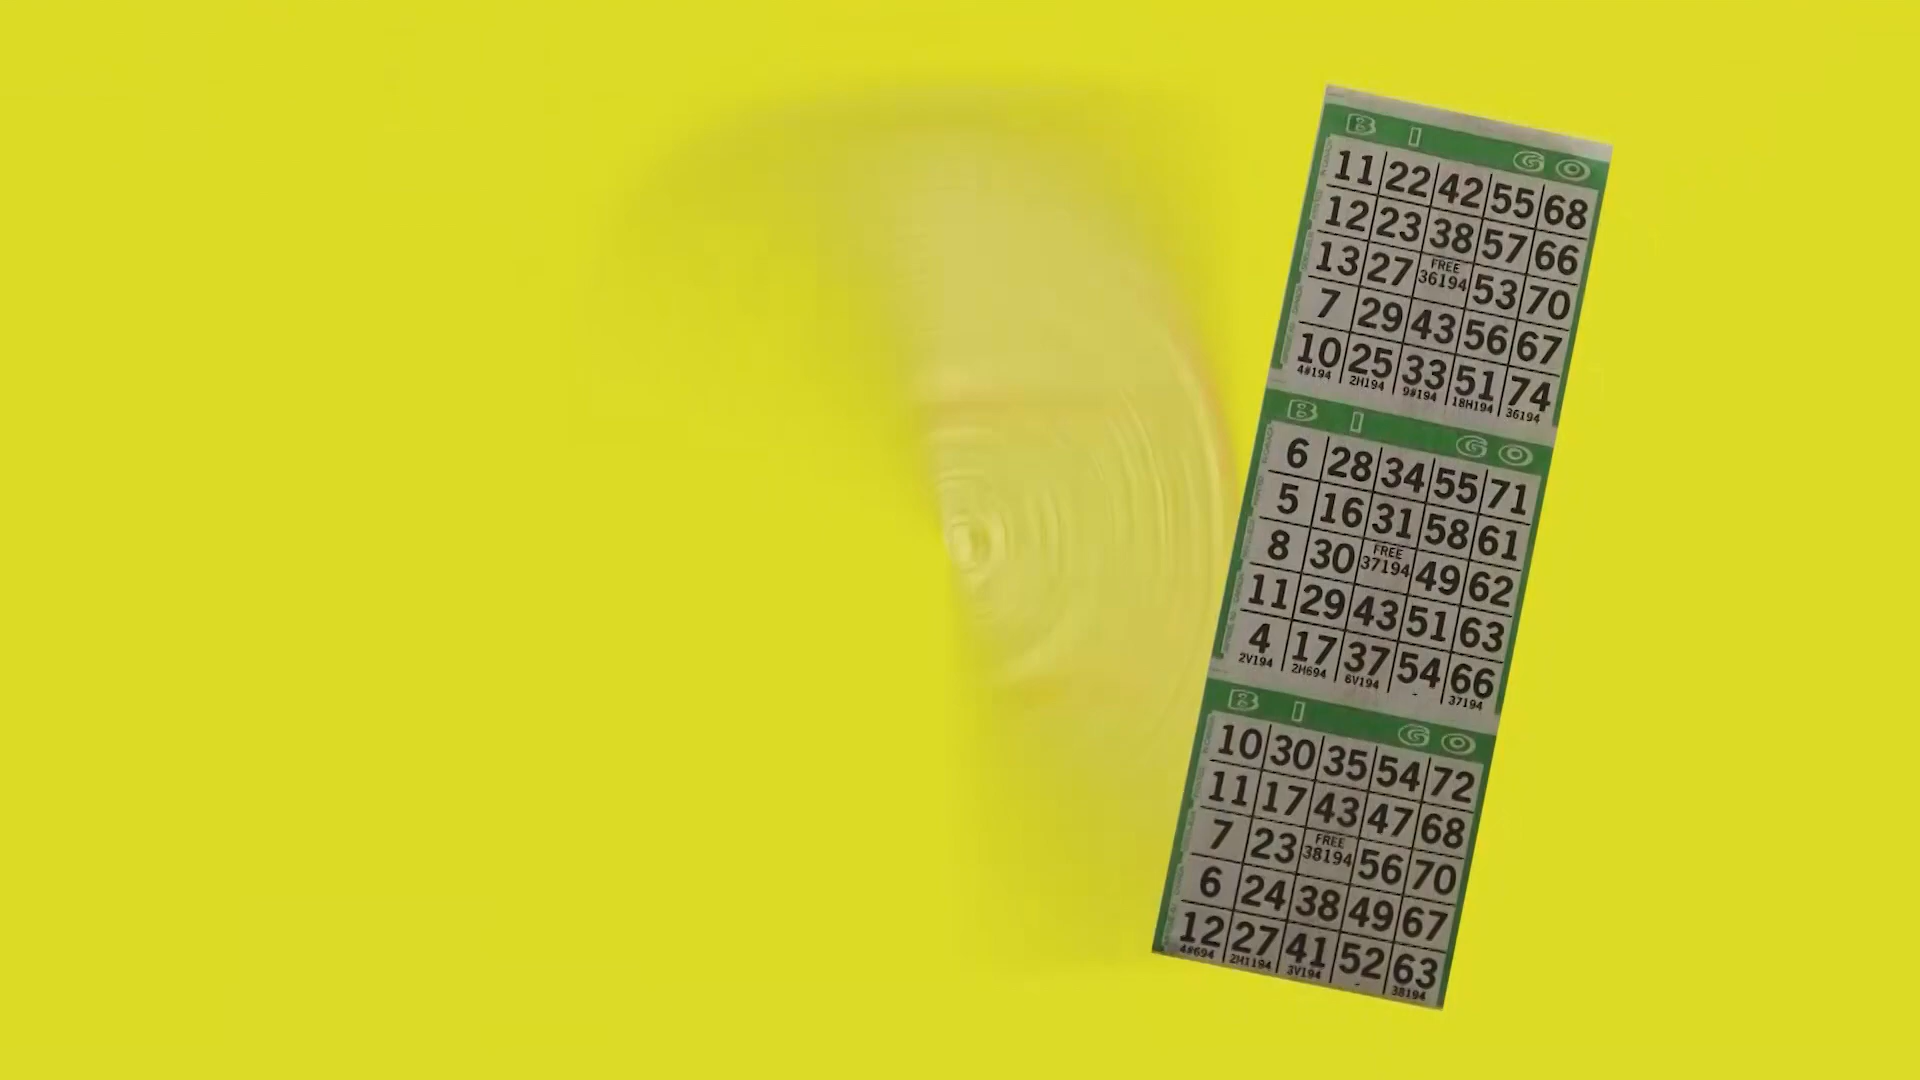 B I G O
11 22 42 55 68
12 23 38 57 66
13 27 FREE 36194 53 70
7 29 43 56 67
10 25 33 51 74
4#194 2H194 9#194 18H194 36194
B I G O
6 28 34 55 71
5 16 31 58 61
8 30 FREE 37194 49 62
11 29 43 51 63
4 17 37 54 66
2V194 2H694 6V194 37194
B I G O
10 30 35 54 72
11 17 43 47 68
7 23 FREE 38194 56 70
6 24 38 49 67
12 27 41 52 63
4#694 2H1194 3V194 38194